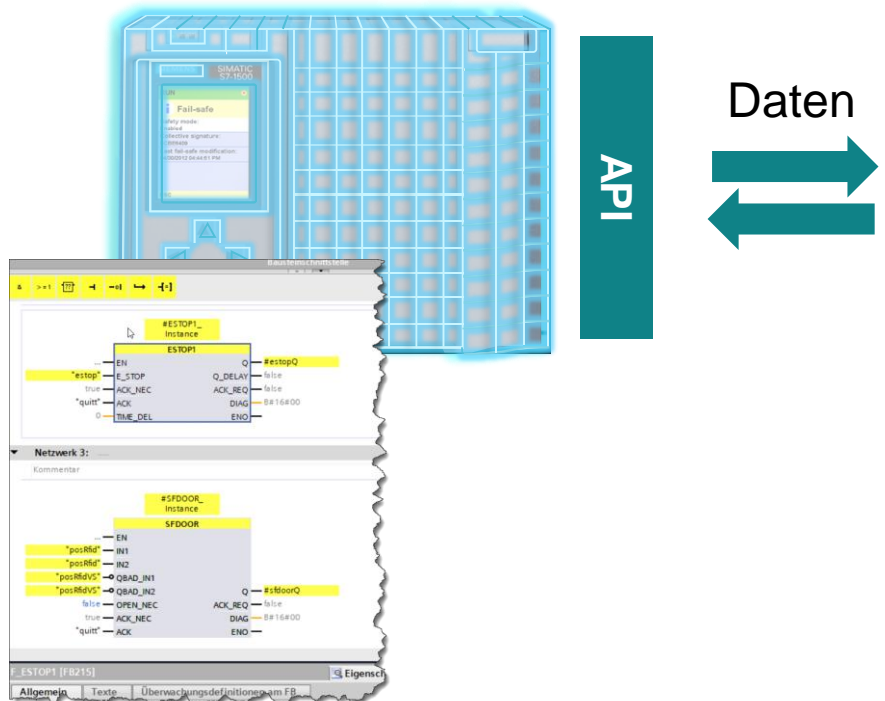 SIMATIC
S7-1500
Fail-safe
API
Daten
Bausteinschnittstelle
& >=1 ?? ⊣ -o| ↪ -[=]
#ESTOP1_
Instance
ESTOP1
... EN
Q #estopQ
"estop" E_STOP
Q_DELAY false
true ACK_NEC
ACK_REQ false
"quitt" ACK
DIAG B#16#00
0 TIME_DEL
ENO
Netzwerk 3: .....
Kommentar
#SFDOOR_
Instance
SFDOOR
... EN
"posRfid" IN1
"posRfid" IN2
"posRfidVS" QBAD_IN1
"posRfidVS" QBAD_IN2
Q #sfdoorQ
false OPEN_NEC
ACK_REQ false
true ACK_NEC
DIAG B#16#00
"quitt" ACK
ENO
F_ESTOP1 [FB215]
Eigensch
Allgemein Texte Überwachungsdefinitionen am FB